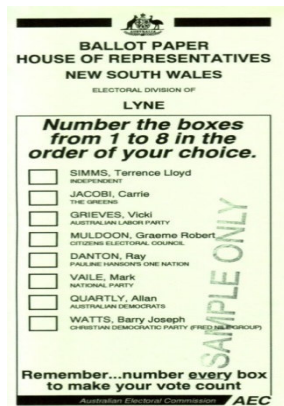 BALLOT PAPER
HOUSE OF REPRESENTATIVES
NEW SOUTH WALES
ELECTORAL DIVISION OF
LYNE
Number the boxes
from 1 to 8 in the
order of your choice.
SIMMS, Terrence Lloyd
INDEPENDENT
JACOBI, Carrie
THE GREENS
GRIEVES, Vicki
AUSTRALIAN LABOR PARTY
MULDOON, Graeme Robert
CITIZENS ELECTORAL COUNCIL
DANTON, Ray
PAULINE HANSON'S ONE NATION
VAILE, Mark
NATIONAL PARTY
QUARTLY, Allan
AUSTRALIAN DEMOCRATS
WATTS, Barry Joseph
CHRISTIAN DEMOCRATIC PARTY (FRED NILE GROUP)
SAMPLE ONLY
Remember...number every box
to make your vote count
Australian Electoral Commission AEC